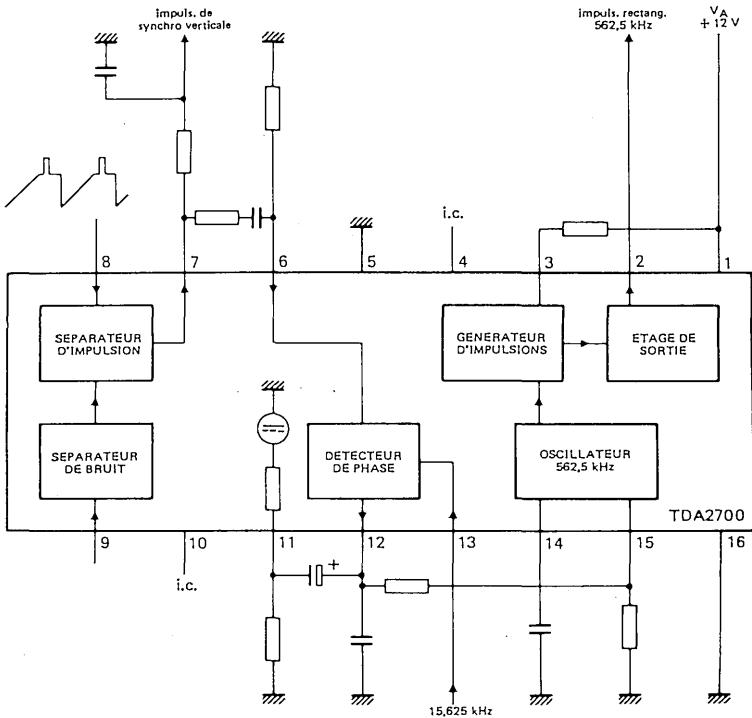 impuls. de
synchro verticale
impuls. rectang.
562,5 kHz
VA
+ 12 V
i.c.
8
7
6
5
4
3
2
1
SEPARATEUR
D'IMPULSION
GENERATEUR
D'IMPULSIONS
ETAGE DE
SORTIE
SEPARATEUR
DE BRUIT
DETECTEUR
DE PHASE
OSCILLATEUR
562,5 kHz
TDA2700
9
10
11
12
13
14
15
16
i.c.
+
15,625 kHz